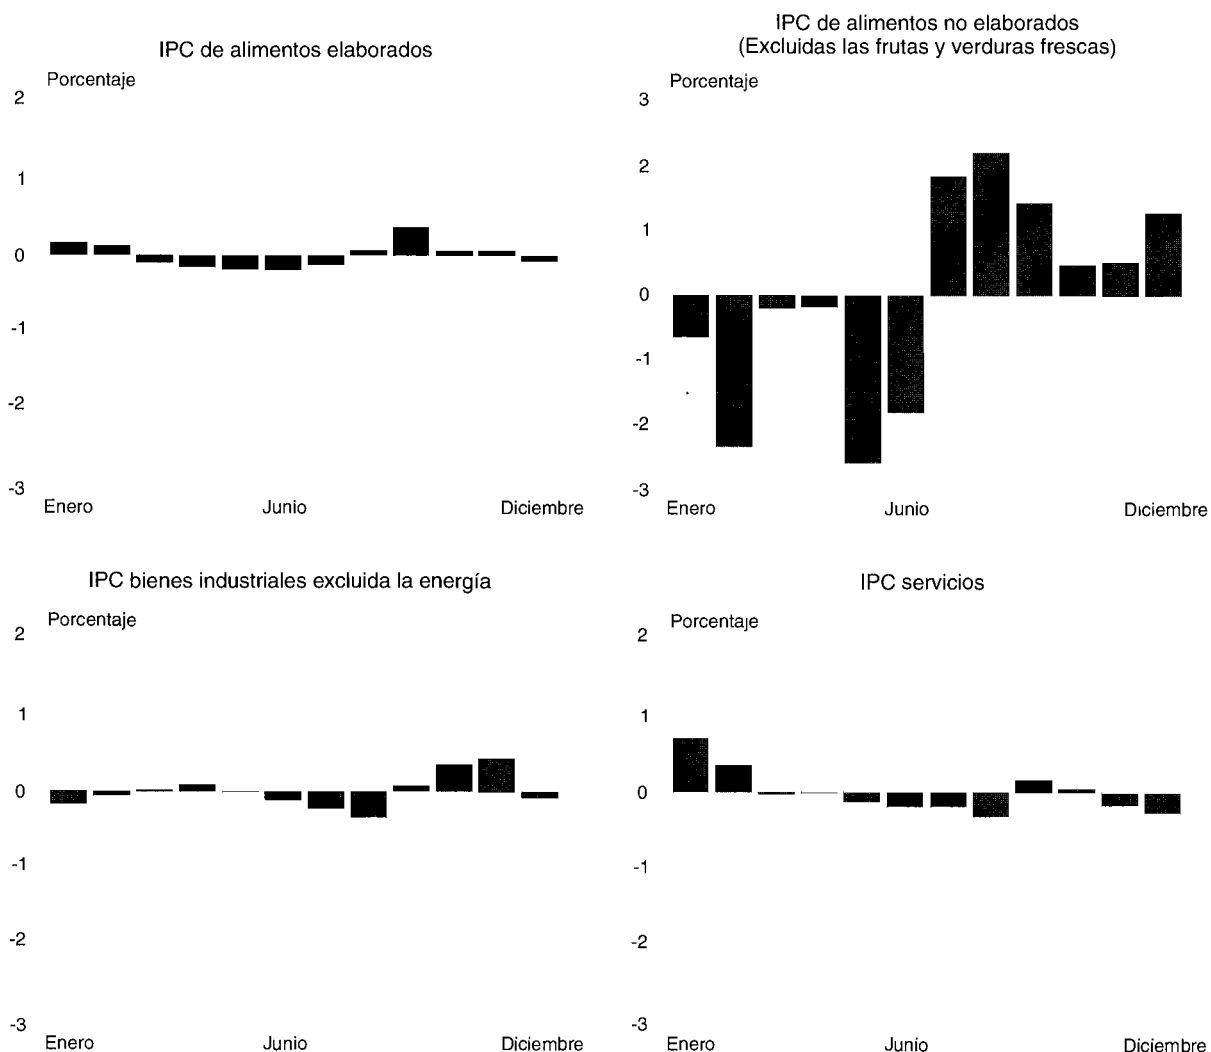 IPC de alimentos elaborados
Porcentaje
2
1
0
-1
-2
-3
Enero Junio Diciembre
IPC de alimentos no elaborados
(Excluidas las frutas y verduras frescas)
Porcentaje
3
2
1
0
-1
-2
-3
Enero Junio Diciembre
IPC bienes industriales excluida la energía
Porcentaje
2
1
0
-1
-2
-3
Enero Junio Diciembre
IPC servicios
Porcentaje
2
1
0
-1
-2
-3
Enero Junio Diciembre